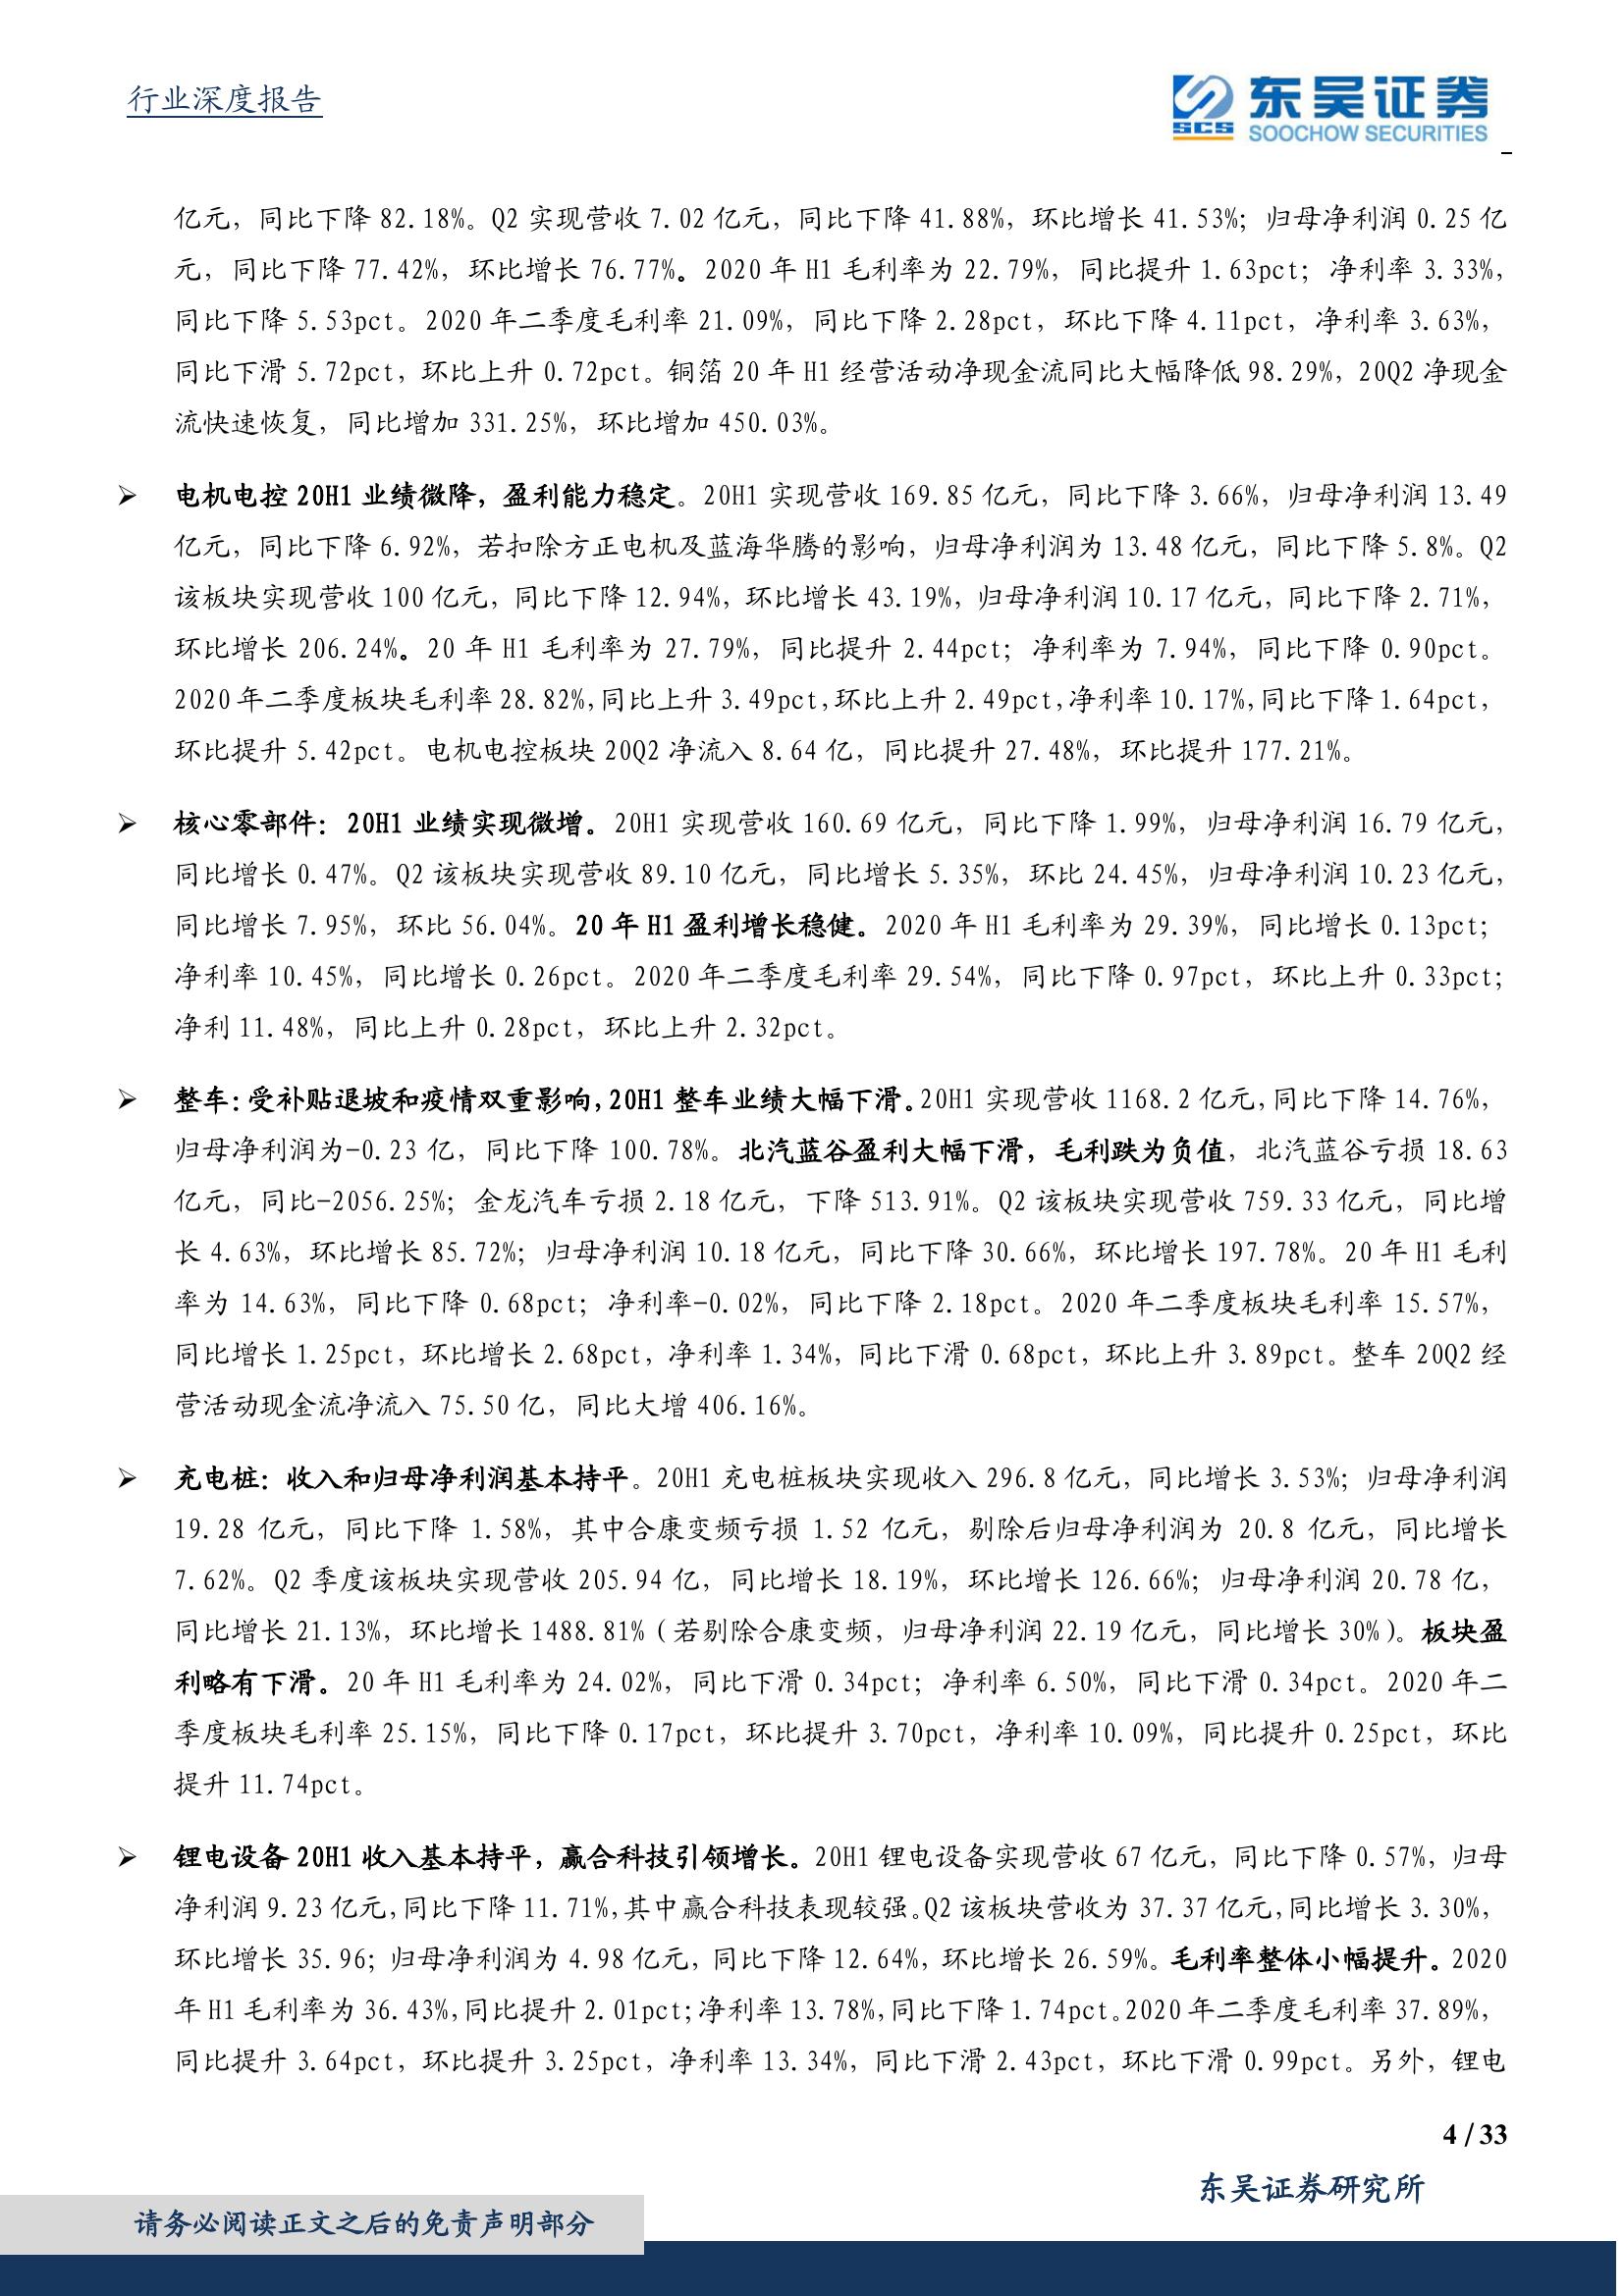 行业深度报告
东吴证券
SCS
SOOCHOW SECURITIES
亿元，同比下降 82.18%。Q2 实现营收 7.02 亿元，同比下降 41.88%，环比增长 41.53%；归母净利润 0.25 亿
元，同比下降 77.42%，环比增长 76.77%。2020 年 H1 毛利率为 22.79%，同比提升 1.63pct；净利率 3.33%，
同比下降 5.53pct。2020 年二季度毛利率 21.09%，同比下降 2.28pct，环比下降 4.11pct，净利率 3.63%，
同比下滑 5.72pct，环比上升 0.72pct。铜箔 20 年 H1 经营活动净现金流同比大幅降低 98.29%，20Q2 净现金
流快速恢复，同比增加 331.25%，环比增加 450.03%。
➢ 电机电控 20H1 业绩微降，盈利能力稳定。20H1 实现营收 169.85 亿元，同比下降 3.66%，归母净利润 13.49
亿元，同比下降 6.92%，若扣除方正电机及蓝海华腾的影响，归母净利润为 13.48 亿元，同比下降 5.8%。Q2
该板块实现营收 100 亿元，同比下降 12.94%，环比增长 43.19%，归母净利润 10.17 亿元，同比下降 2.71%，
环比增长 206.24%。20 年 H1 毛利率为 27.79%，同比提升 2.44pct；净利率为 7.94%，同比下降 0.90pct。
2020 年二季度板块毛利率 28.82%，同比上升 3.49pct，环比上升 2.49pct，净利率 10.17%，同比下降 1.64pct，
环比提升 5.42pct。电机电控板块 20Q2 净流入 8.64 亿，同比提升 27.48%，环比提升 177.21%。
➢ 核心零部件：20H1 业绩实现微增。20H1 实现营收 160.69 亿元，同比下降 1.99%，归母净利润 16.79 亿元，
同比增长 0.47%。Q2 该板块实现营收 89.10 亿元，同比增长 5.35%，环比 24.45%，归母净利润 10.23 亿元，
同比增长 7.95%，环比 56.04%。20 年 H1 盈利增长稳健。2020 年 H1 毛利率为 29.39%，同比增长 0.13pct；
净利率 10.45%，同比增长 0.26pct。2020 年二季度毛利率 29.54%，同比下降 0.97pct，环比上升 0.33pct；
净利 11.48%，同比上升 0.28pct，环比上升 2.32pct。
➢ 整车：受补贴退坡和疫情双重影响，20H1 整车业绩大幅下滑。20H1 实现营收 1168.2 亿元，同比下降 14.76%，
归母净利润为-0.23 亿，同比下降 100.78%。北汽蓝谷盈利大幅下滑，毛利跌为负值，北汽蓝谷亏损 18.63
亿元，同比-2056.25%；金龙汽车亏损 2.18 亿元，下降 513.91%。Q2 该板块实现营收 759.33 亿元，同比增
长 4.63%，环比增长 85.72%；归母净利润 10.18 亿元，同比下降 30.66%，环比增长 197.78%。20 年 H1 毛利
率为 14.63%，同比下降 0.68pct；净利率-0.02%，同比下降 2.18pct。2020 年二季度板块毛利率 15.57%，
同比增长 1.25pct，环比增长 2.68pct，净利率 1.34%，同比下滑 0.68pct，环比上升 3.89pct。整车 20Q2 经
营活动现金流净流入 75.50 亿，同比大增 406.16%。
➢ 充电桩：收入和归母净利润基本持平。20H1 充电桩板块实现收入 296.8 亿元，同比增长 3.53%；归母净利润
19.28 亿元，同比下降 1.58%，其中合康变频亏损 1.52 亿元，剔除后归母净利润为 20.8 亿元，同比增长
7.62%。Q2 季度该板块实现营收 205.94 亿，同比增长 18.19%，环比增长 126.66%；归母净利润 20.78 亿，
同比增长 21.13%，环比增长 1488.81%（若剔除合康变频，归母净利润 22.19 亿元，同比增长 30%）。板块盈
利略有下滑。20 年 H1 毛利率为 24.02%，同比下滑 0.34pct；净利率 6.50%，同比下滑 0.34pct。2020 年二
季度板块毛利率 25.15%，同比下降 0.17pct，环比提升 3.70pct，净利率 10.09%，同比提升 0.25pct，环比
提升 11.74pct。
➢ 锂电设备 20H1 收入基本持平，赢合科技引领增长。20H1 锂电设备实现营收 67 亿元，同比下降 0.57%，归母
净利润 9.23 亿元，同比下降 11.71%，其中赢合科技表现较强。Q2 该板块营收为 37.37 亿元，同比增长 3.30%，
环比增长 35.96；归母净利润为 4.98 亿元，同比下降 12.64%，环比增长 26.59%。毛利率整体小幅提升。2020
年 H1 毛利率为 36.43%，同比提升 2.01pct；净利率 13.78%，同比下降 1.74pct。2020 年二季度毛利率 37.89%，
同比提升 3.64pct，环比提升 3.25pct，净利率 13.34%，同比下滑 2.43pct，环比下滑 0.99pct。另外，锂电
4 / 33
东吴证券研究所
请务必阅读正文之后的免责声明部分